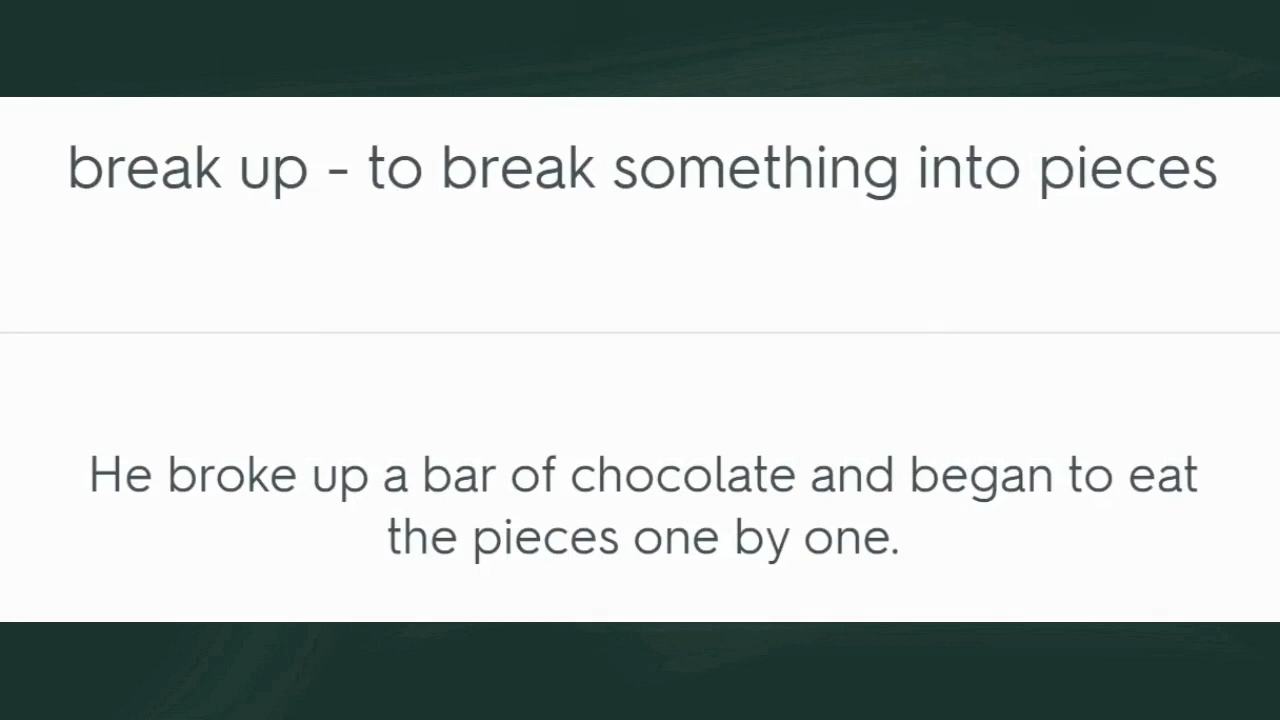 break up - to break something into pieces
He broke up a bar of chocolate and began to eat
the pieces one by one.